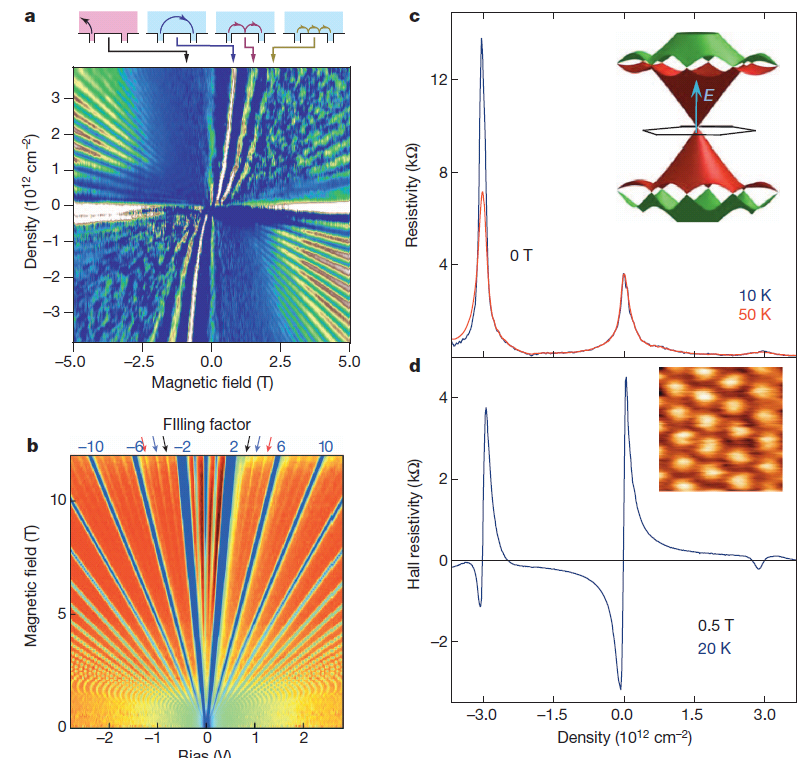 a
Density (10¹² cm⁻²)
3
2
1
0
−1
−2
−3
−5.0 −2.5 0.0 2.5 5.0
Magnetic field (T)
b
FIlling factor
−10 −6 −2 2 6 10
Magnetic field (T)
10
5
0
−2 −1 0 1 2
Bias (V)
c
Resistivity (kΩ)
12
8
4
E
0 T
10 K
50 K
d
Hall resistivity (kΩ)
4
2
0
−2
0.5 T
20 K
−3.0 −1.5 0.0 1.5 3.0
Density (10¹² cm⁻²)